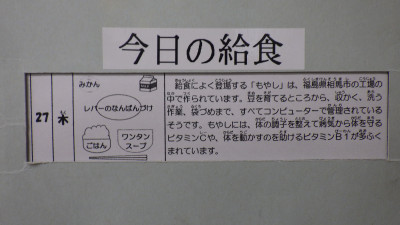 今日の給食
27
木
みかん
レバーのなんばんづけ
ごはん
ワンタン
スープ
給食によく登場する「もやし」は、福島県相馬市の工場の
中で作られています。豆を育てるところから、収かく、洗う
作業、袋づめまで、すべてコンピューターで管理されている
そうです。もやしには、体の調子を整えて病気から体を守る
ビタミンCや、体を動かすのを助けるビタミンB1が多くふく
まれています。